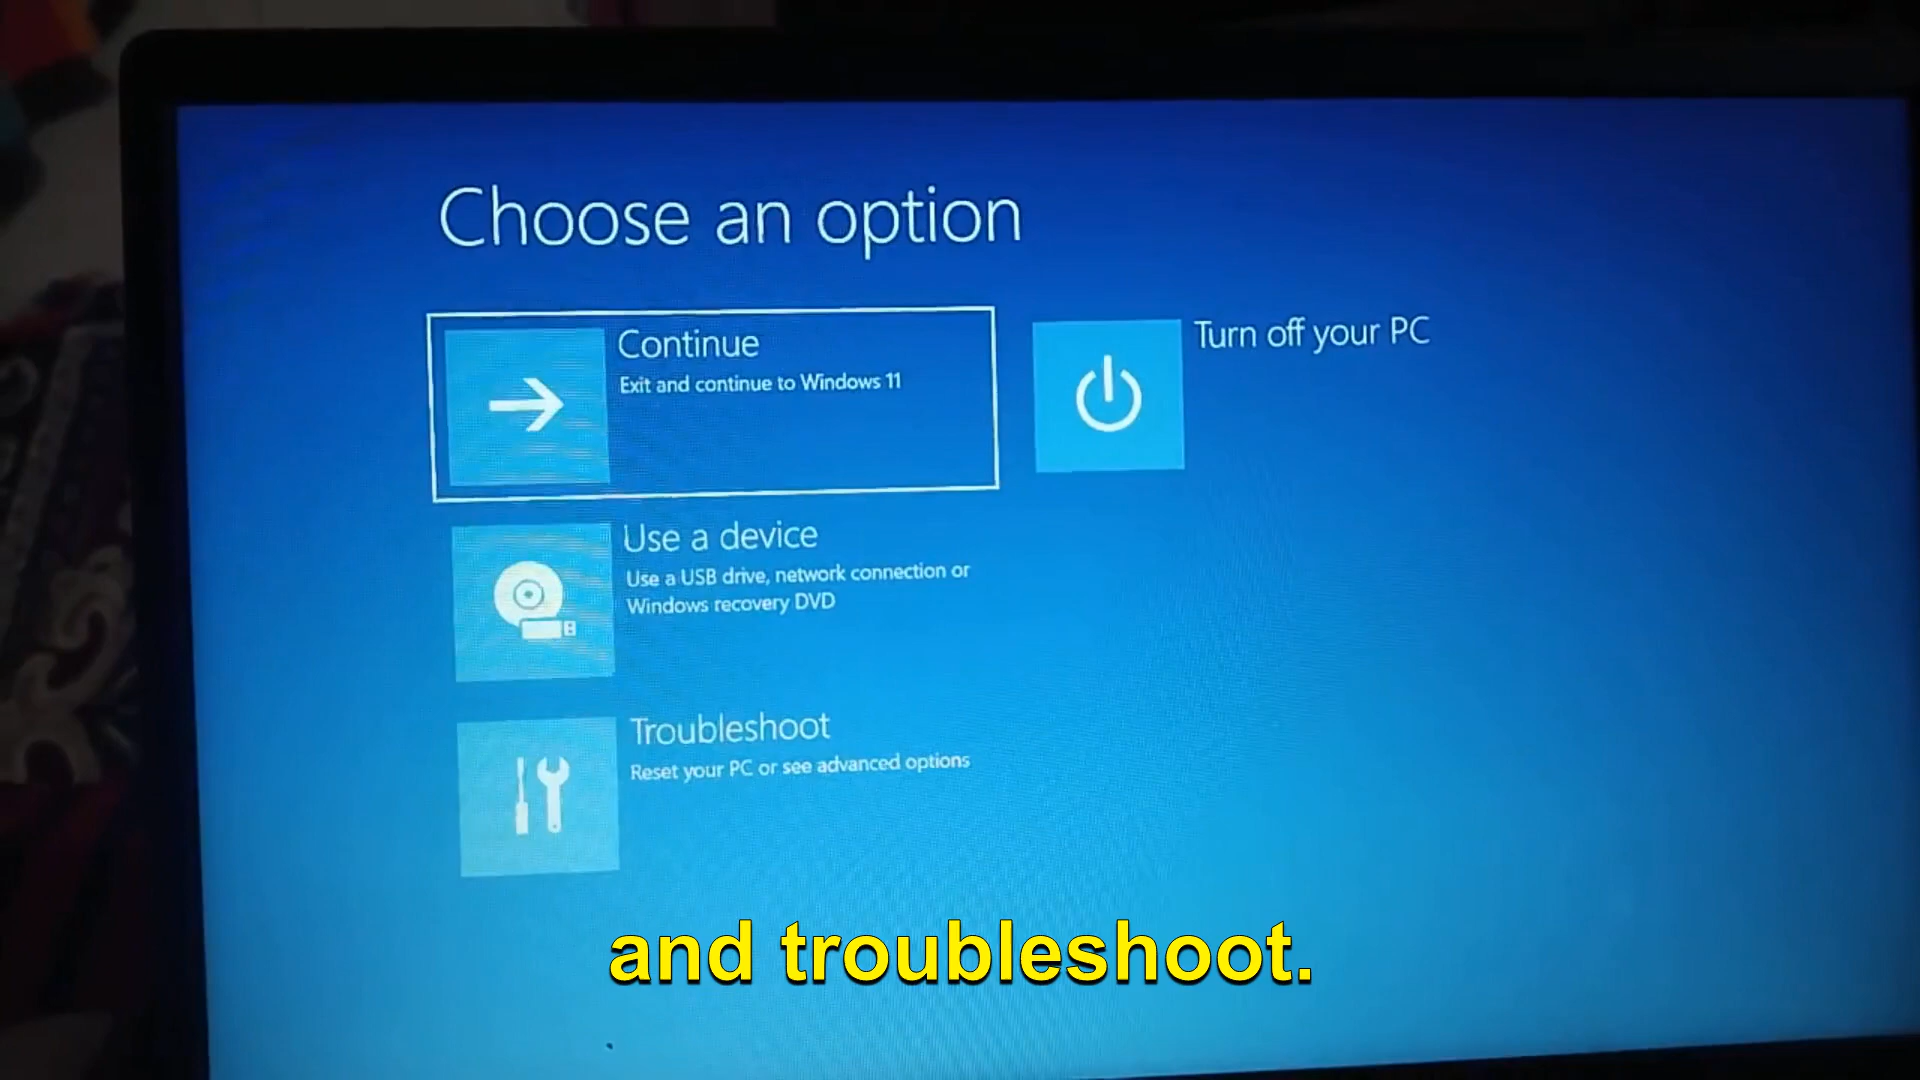 Choose an option
Continue
Exit and continue to Windows 11
Turn off your PC
Use a device
Use a USB drive, network connection or
Windows recovery DVD
Troubleshoot
Reset your PC or see advanced options
and troubleshoot.